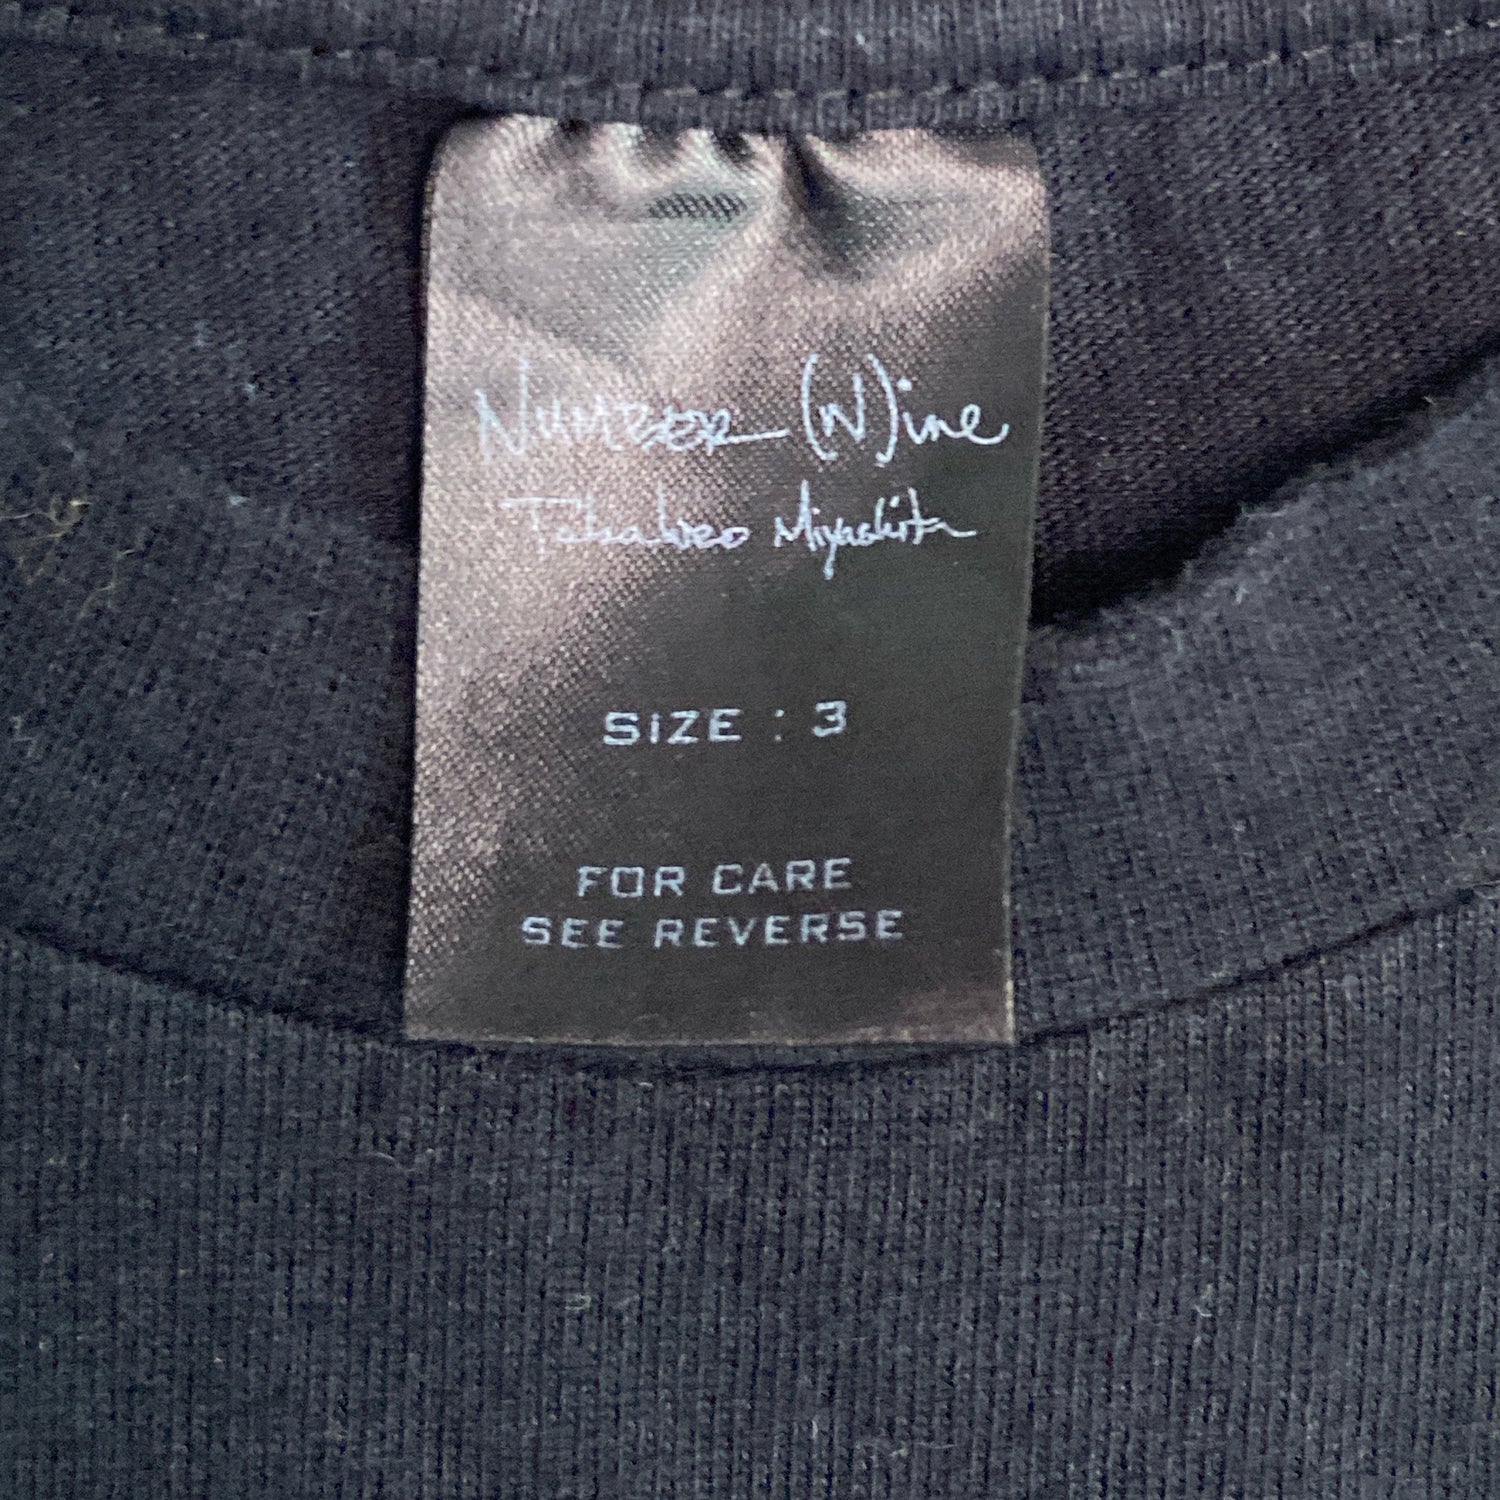 NUMBER (N)ine
Takahiro Miyashita
SIZE : 3
FOR CARE
SEE REVERSE